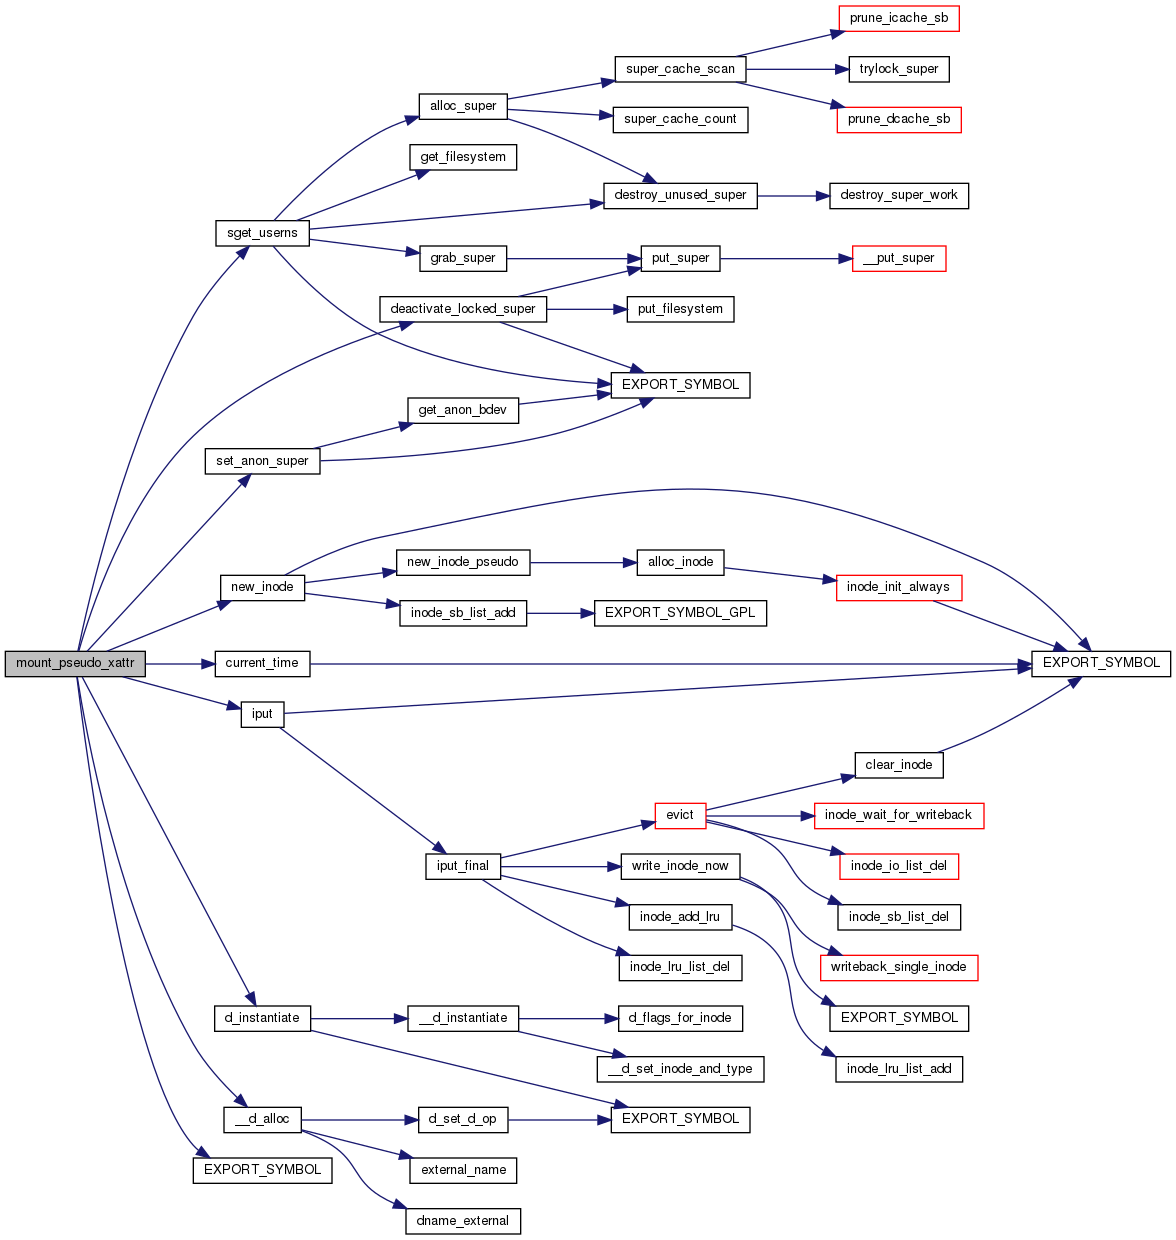 prune_icache_sb
super_cache_scan
trylock_super
alloc_super
super_cache_count
prune_dcache_sb
get_filesystem
destroy_unused_super
destroy_super_work
sget_userns
grab_super
put_super
__put_super
deactivate_locked_super
put_filesystem
EXPORT_SYMBOL
get_anon_bdev
set_anon_super
new_inode_pseudo
alloc_inode
new_inode
inode_init_always
inode_sb_list_add
EXPORT_SYMBOL_GPL
mount_pseudo_xattr
current_time
EXPORT_SYMBOL
iput
clear_inode
evict
inode_wait_for_writeback
iput_final
write_inode_now
inode_io_list_del
inode_add_lru
inode_sb_list_del
inode_lru_list_del
writeback_single_inode
d_instantiate
__d_instantiate
d_flags_for_inode
EXPORT_SYMBOL
__d_set_inode_and_type
inode_lru_list_add
__d_alloc
d_set_d_op
EXPORT_SYMBOL
EXPORT_SYMBOL
external_name
dname_external